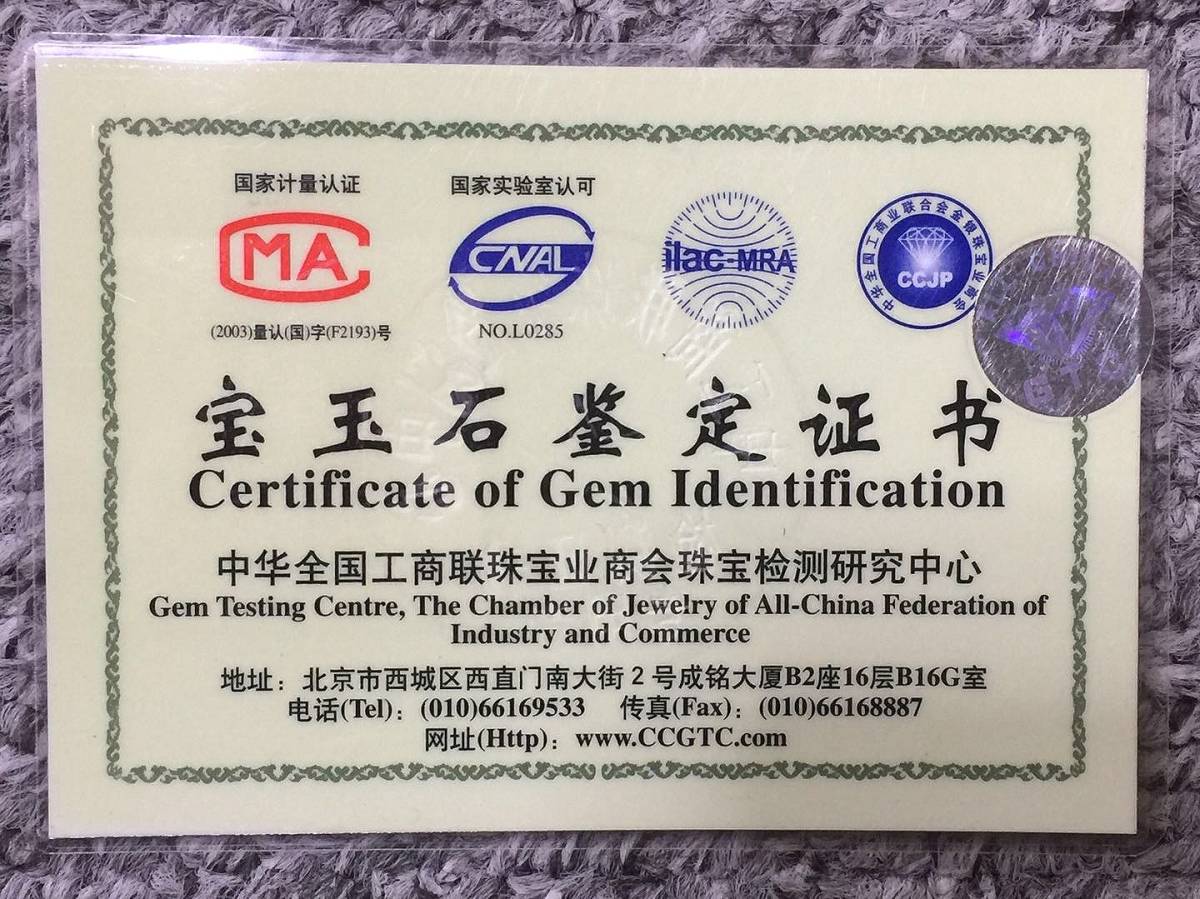 国家计量认证
国家实验室认可
CMA
CNAL
ilac-MRA
中华全国工商业联合会金银珠宝业商会
CCJP
(2003)量认(国)字(F2193)号
NO.L0285
宝玉石鉴定证书
Certificate of Gem Identification
中华全国工商联珠宝业商会珠宝检测研究中心
Gem Testing Centre, The Chamber of Jewelry of All-China Federation of
Industry and Commerce
地址：北京市西城区西直门南大街2号成铭大厦B2座16层B16G室
电话(Tel)：(010)66169533 传真(Fax)：(010)66168887
网址(Http)：www.CCGTC.com